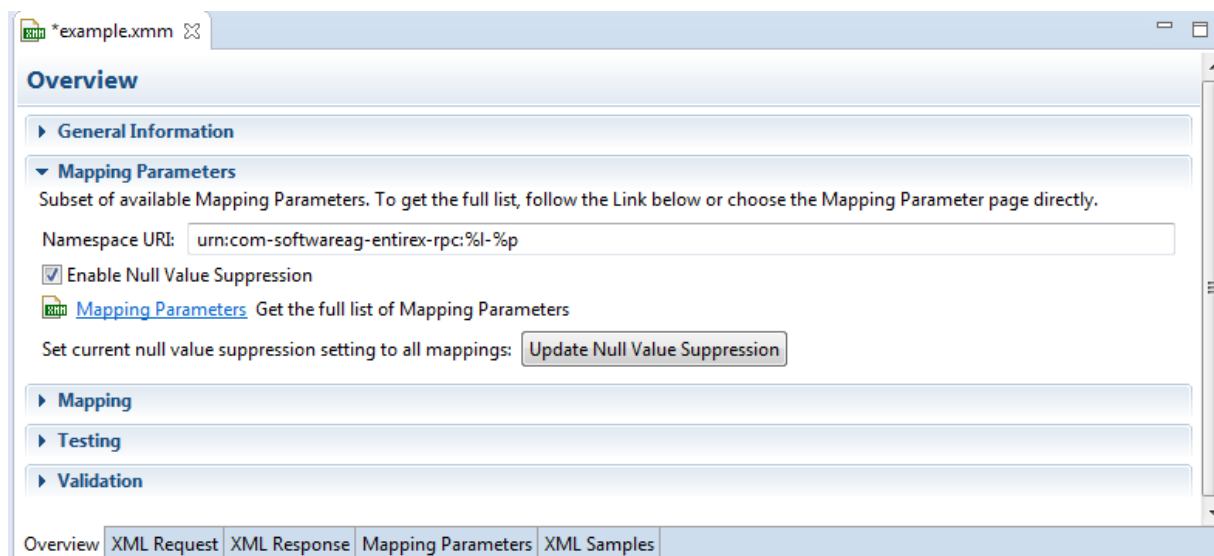 *example.xmm
Overview
General Information
Mapping Parameters
Subset of available Mapping Parameters. To get the full list, follow the Link below or choose the Mapping Parameter page directly.
Namespace URI: urn:com-softwareag-entirex-rpc:%l-%p
Enable Null Value Suppression
Mapping Parameters Get the full list of Mapping Parameters
Set current null value suppression setting to all mappings: Update Null Value Suppression
Mapping
Testing
Validation
Overview XML Request XML Response Mapping Parameters XML Samples